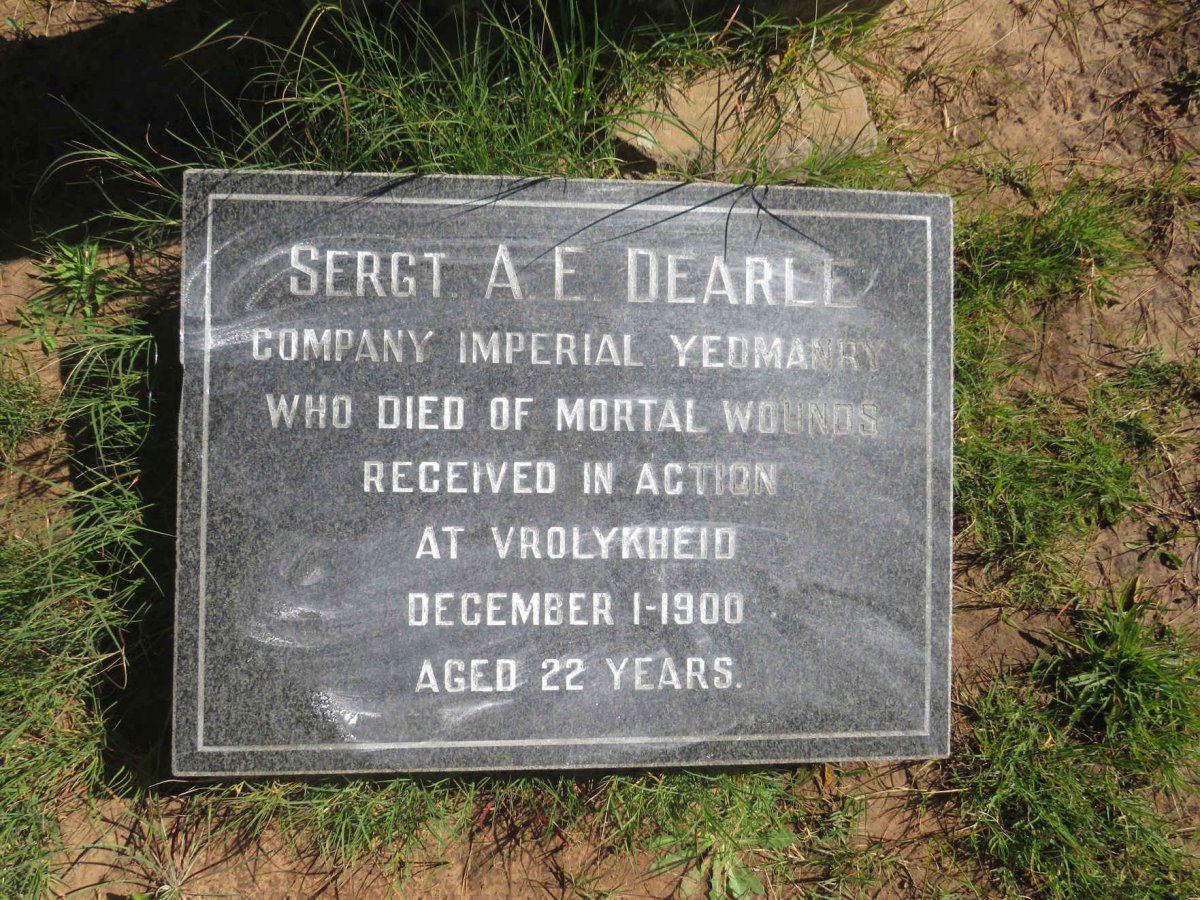 SERGT. A. E. DEARLE
COMPANY IMPERIAL YEOMANRY
WHO DIED OF MORTAL WOUNDS
RECEIVED IN ACTION
AT VROLYKHEID
DECEMBER 1-1900
AGED 22 YEARS.